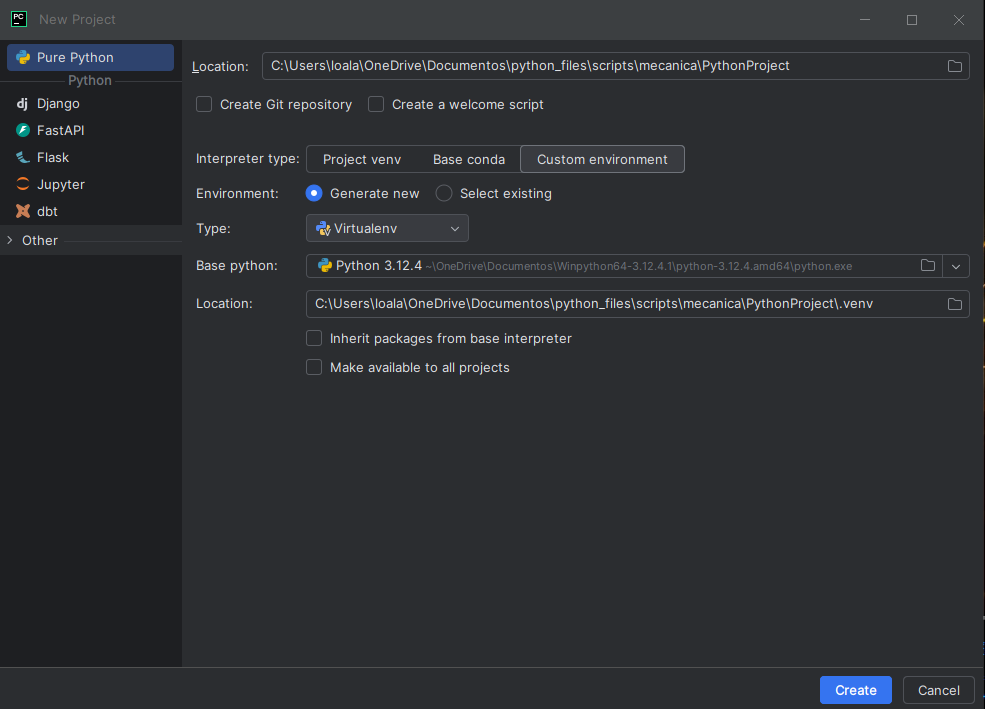 PC New Project
Pure Python
Python
dj Django
FastAPI
Flask
Jupyter
dbt
Other
Location: C:\Users\loala\OneDrive\Documentos\python_files\scripts\mecanica\PythonProject
Create Git repository Create a welcome script
Interpreter type: Project venv Base conda Custom environment
Environment: Generate new Select existing
Type: Virtualenv
Base python: Python 3.12.4 ~\OneDrive\Documentos\Winpython64-3.12.4.1\python-3.12.4.amd64\python.exe
Location: C:\Users\loala\OneDrive\Documentos\python_files\scripts\mecanica\PythonProject\.venv
Inherit packages from base interpreter
Make available to all projects
Create Cancel